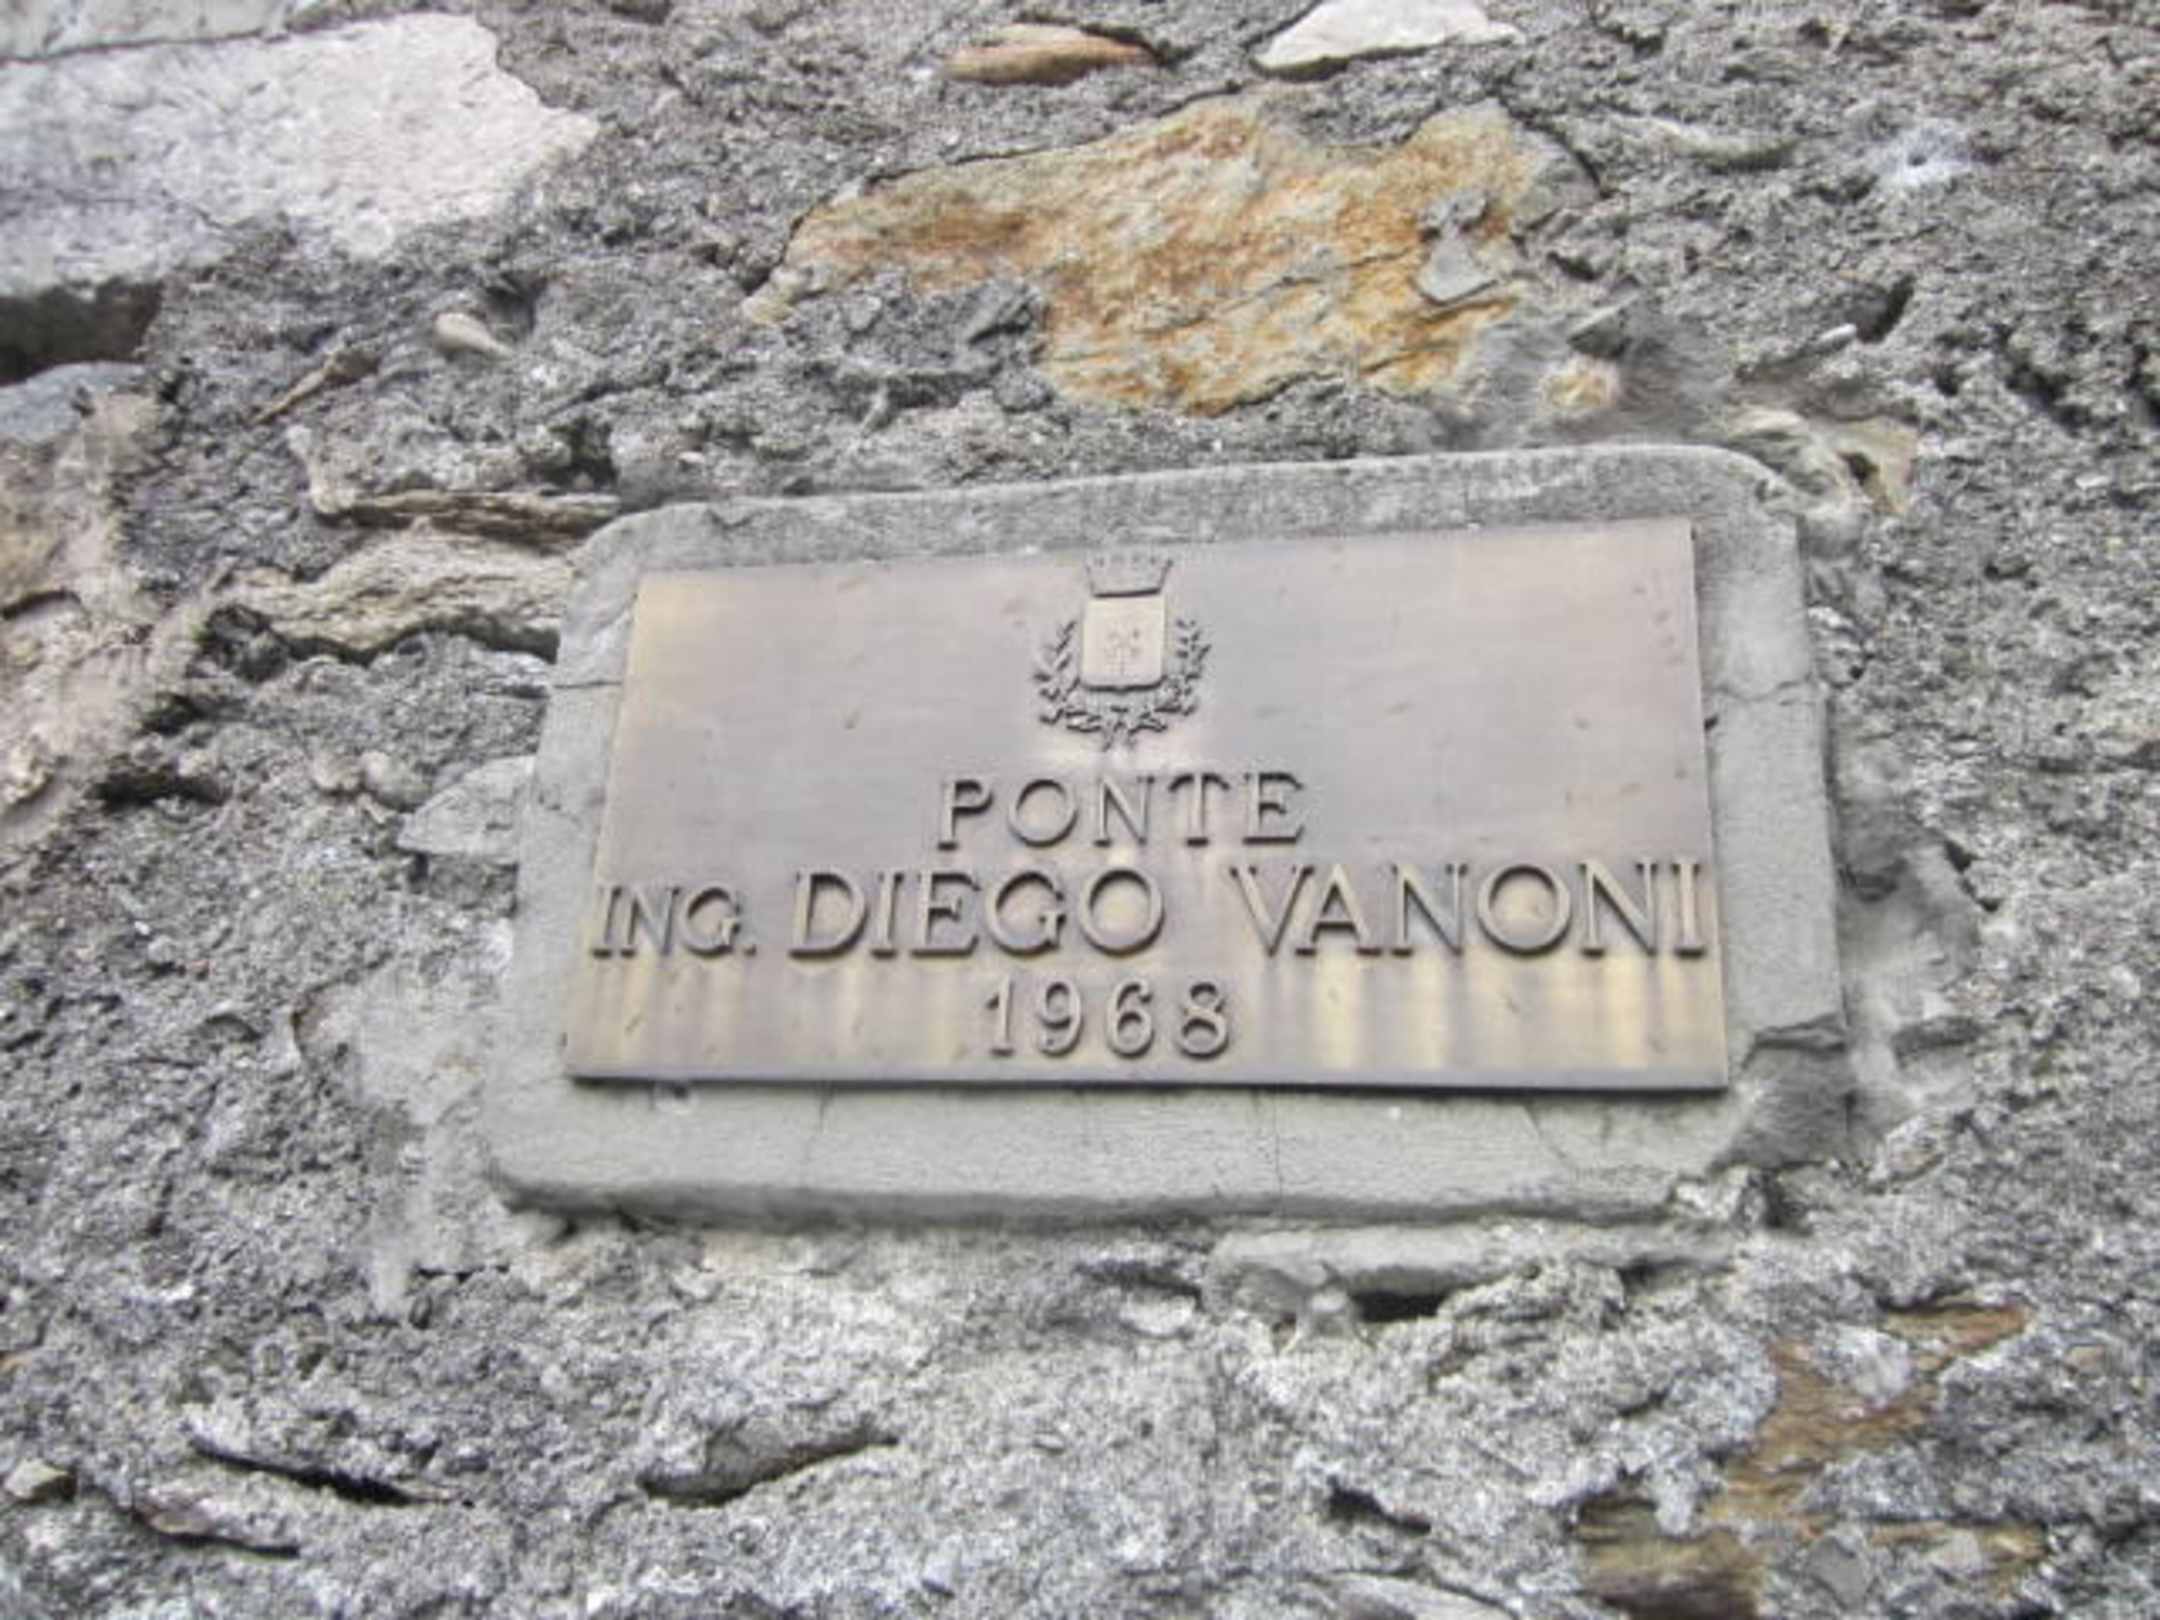 PONTE
ING. DIEGO VANONI
1968